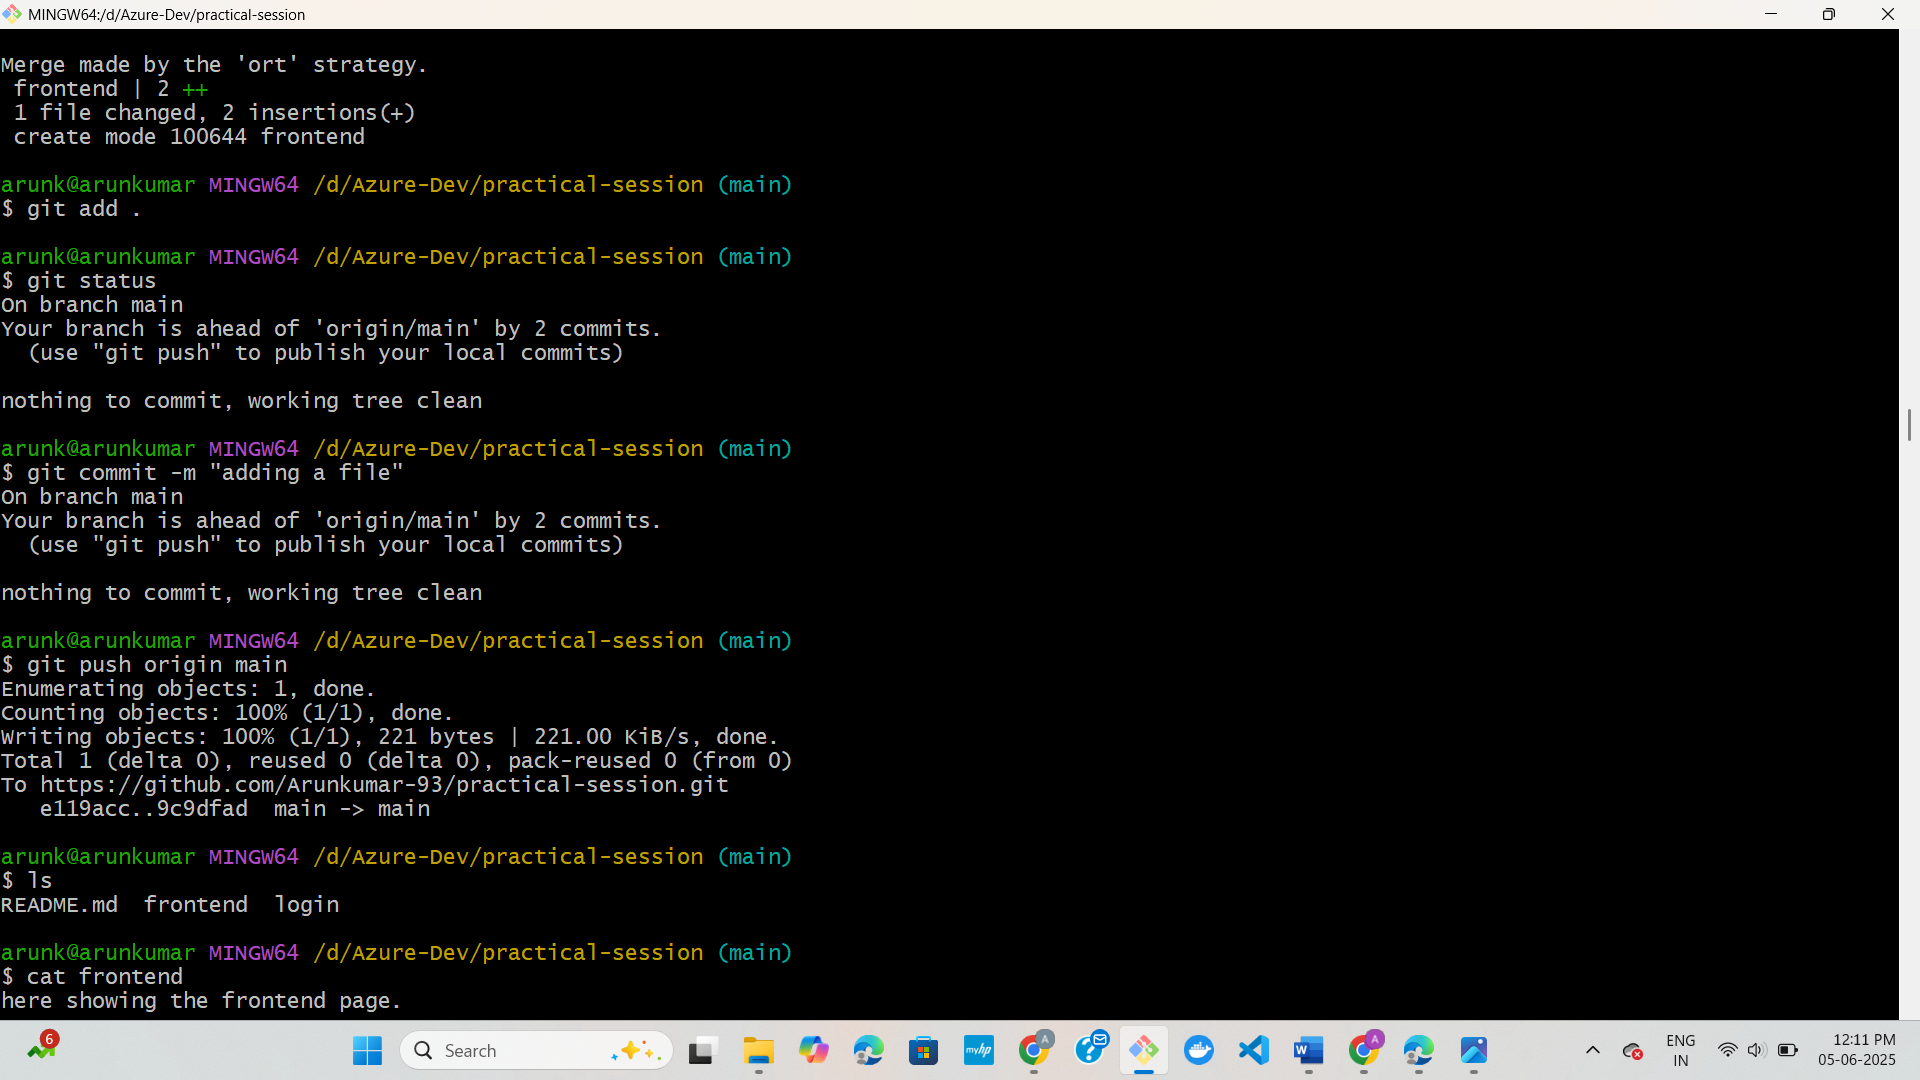 MINGW64:/d/Azure-Dev/practical-session
Merge made by the 'ort' strategy.
 frontend | 2 ++
 1 file changed, 2 insertions(+)
 create mode 100644 frontend
arunk@arunkumar MINGW64 /d/Azure-Dev/practical-session (main)
$ git add .
arunk@arunkumar MINGW64 /d/Azure-Dev/practical-session (main)
$ git status
On branch main
Your branch is ahead of 'origin/main' by 2 commits.
  (use "git push" to publish your local commits)
nothing to commit, working tree clean
arunk@arunkumar MINGW64 /d/Azure-Dev/practical-session (main)
$ git commit -m "adding a file"
On branch main
Your branch is ahead of 'origin/main' by 2 commits.
  (use "git push" to publish your local commits)
nothing to commit, working tree clean
arunk@arunkumar MINGW64 /d/Azure-Dev/practical-session (main)
$ git push origin main
Enumerating objects: 1, done.
Counting objects: 100% (1/1), done.
Writing objects: 100% (1/1), 221 bytes | 221.00 KiB/s, done.
Total 1 (delta 0), reused 0 (delta 0), pack-reused 0 (from 0)
To https://github.com/Arunkumar-93/practical-session.git
   e119acc..9c9dfad  main -> main
arunk@arunkumar MINGW64 /d/Azure-Dev/practical-session (main)
$ ls
README.md  frontend  login
arunk@arunkumar MINGW64 /d/Azure-Dev/practical-session (main)
$ cat frontend
here showing the frontend page.
6
Search
myhp
A
W
A
ENG
IN
12:11 PM
05-06-2025